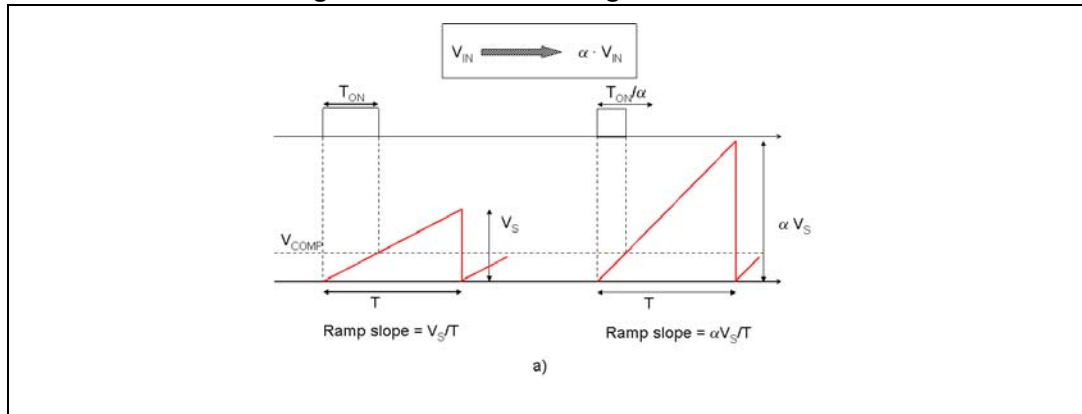 V_IN α · V_IN
T_ON T_ON/α
V_COMP V_S α V_S
T T
Ramp slope = V_S/T Ramp slope = αV_S/T
a)